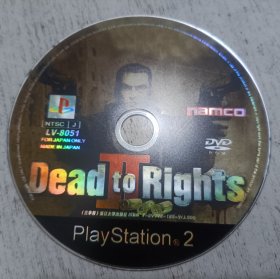 NTSC J
LV-8051
FOR JAPAN ONLY
MADE IN JAPAN
namco
DVD
Dead to Rights
II
PlayStation® 2